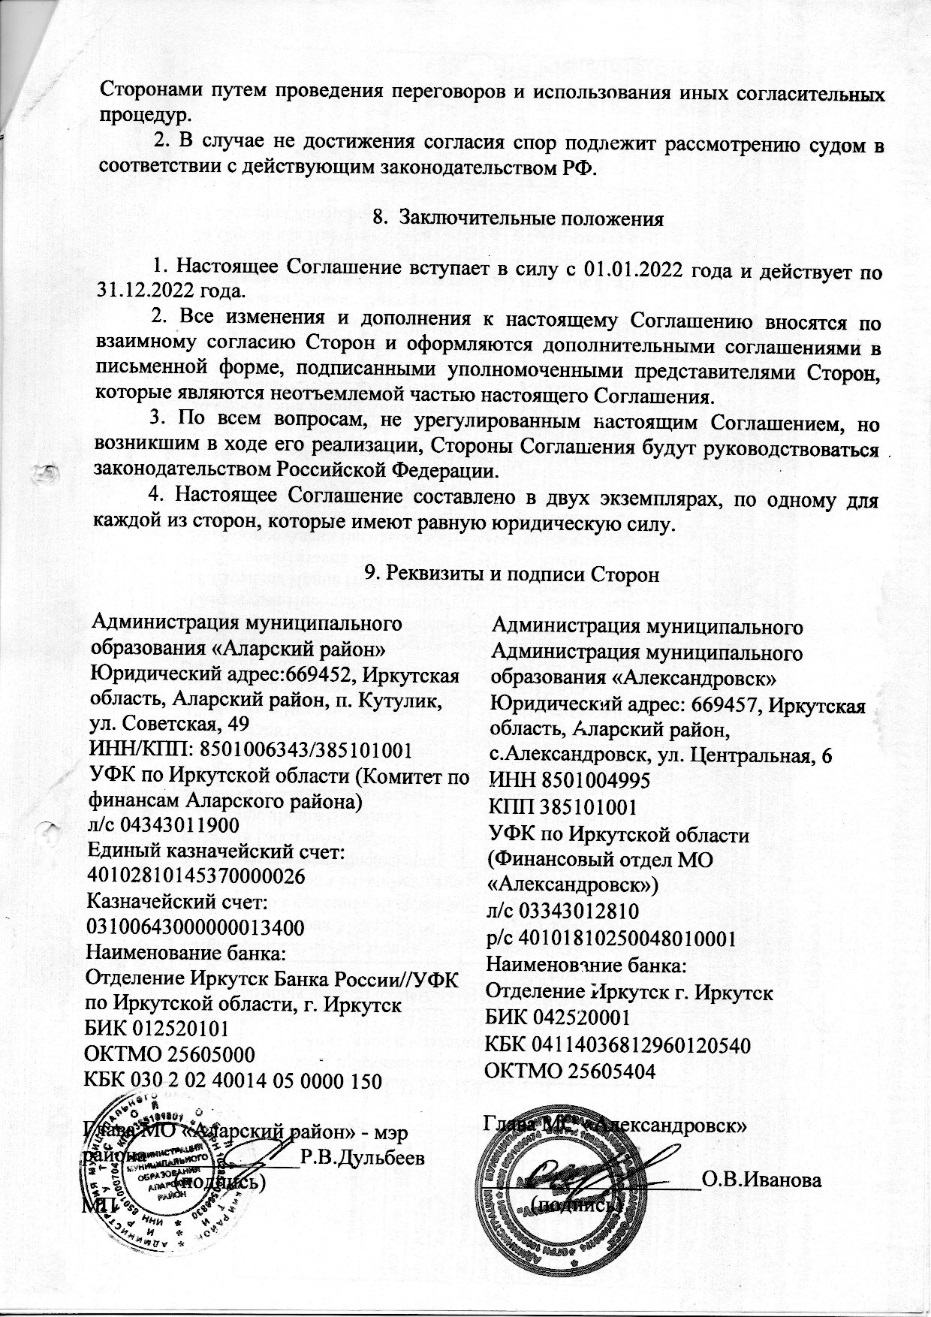 Сторонами путем проведения переговоров и использования иных согласительных
процедур.
2. В случае не достижения согласия спор подлежит рассмотрению судом в
соответствии с действующим законодательством РФ.
8. Заключительные положения
1. Настоящее Соглашение вступает в силу с 01.01.2022 года и действует по
31.12.2022 года.
2. Все изменения и дополнения к настоящему Соглашению вносятся по
взаимному согласию Сторон и оформляются дополнительными соглашениями в
письменной форме, подписанными уполномоченными представителями Сторон,
которые являются неотъемлемой частью настоящего Соглашения.
3. По всем вопросам, не урегулированным настоящим Соглашением, но
возникшим в ходе его реализации, Стороны Соглашения будут руководствоваться
законодательством Российской Федерации.
4. Настоящее Соглашение составлено в двух экземплярах, по одному для
каждой из сторон, которые имеют равную юридическую силу.
9. Реквизиты и подписи Сторон
Администрация муниципального
образования «Аларский район»
Юридический адрес:669452, Иркутская
область, Аларский район, п. Кутулик,
ул. Советская, 49
ИНН/КПП: 8501006343/385101001
УФК по Иркутской области (Комитет по
финансам Аларского района)
л/с 04343011900
Единый казначейский счет:
40102810145370000026
Казначейский счет:
03100643000000013400
Наименование банка:
Отделение Иркутск Банка России//УФК
по Иркутской области, г. Иркутск
БИК 012520101
ОКТМО 25605000
КБК 030 2 02 40014 05 0000 150
Глава МО «Аларский район» - мэр
района Р.В.Дульбеев
(подпись)
МП
АДМИНИСТРАЦИЯ
МУНИЦИПАЛЬНОГО
ОБРАЗОВАНИЯ
АЛАРСКИЙ
РАЙОН
Администрация муниципального
Администрация муниципального
образования «Александровск»
Юридический адрес: 669457, Иркутская
область, Аларский район,
с.Александровск, ул. Центральная, 6
ИНН 8501004995
КПП 385101001
УФК по Иркутской области
(Финансовый отдел МО
«Александровск»)
л/с 03343012810
р/с 40101810250048010001
Наименование банка:
Отделение Иркутск г. Иркутск
БИК 042520001
КБК 04114036812960120540
ОКТМО 25605404
Глава МО «Александровск»
О.В.Иванова
(подпись)